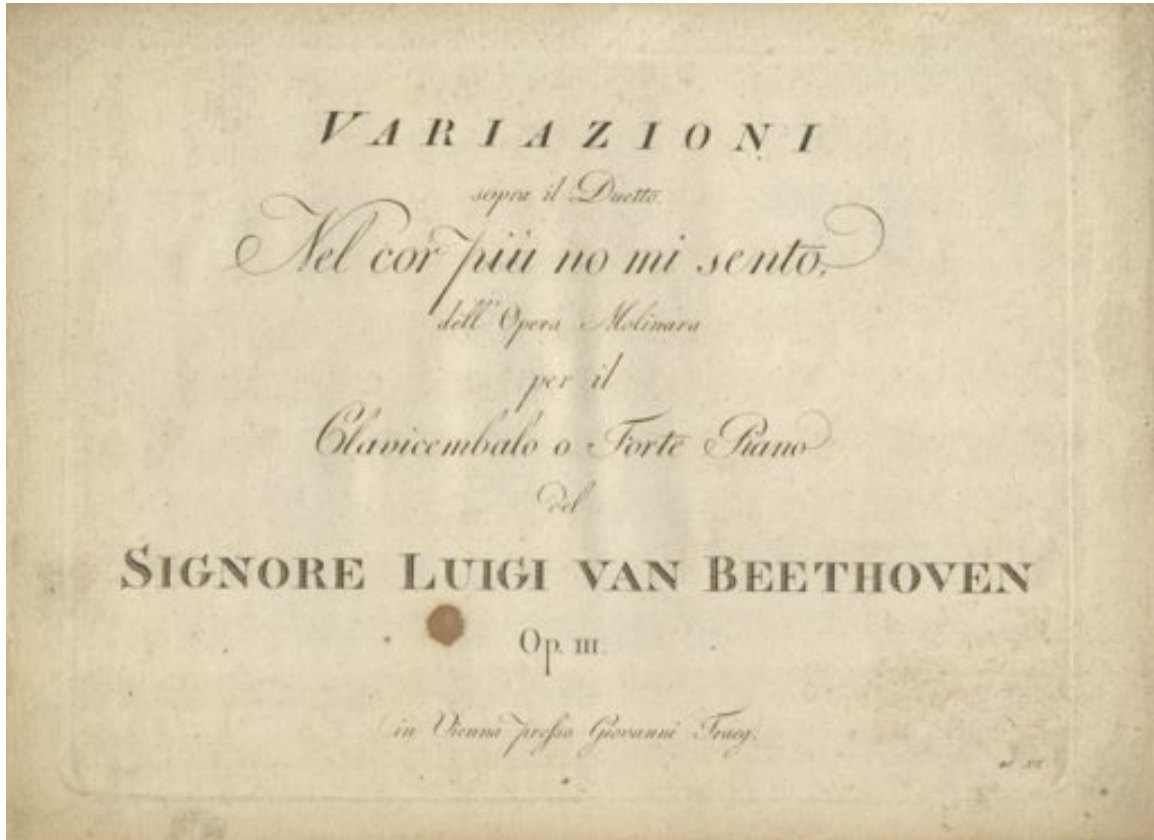 VARIAZIONI
sopra il Duetto.
Nel cor più no mi sento,
dell' Opera Molinara
per il
Clavicembalo o Forte Piano
del
SIGNORE LUIGI VAN BEETHOVEN
Op. III.
in Vienna presso Giovanni Traeg.